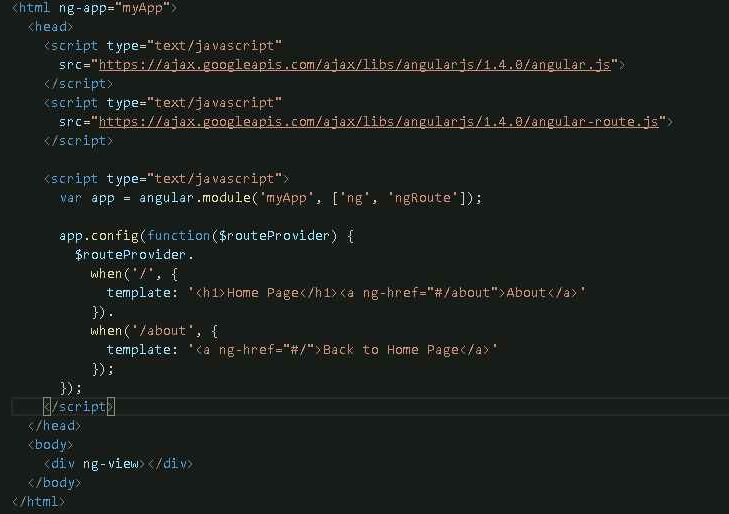 <html ng-app="myApp">
  <head>
    <script type="text/javascript"
      src="https://ajax.googleapis.com/ajax/libs/angularjs/1.4.0/angular.js">
    </script>
    <script type="text/javascript"
      src="https://ajax.googleapis.com/ajax/libs/angularjs/1.4.0/angular-route.js">
    </script>

    <script type="text/javascript">
      var app = angular.module('myApp', ['ng', 'ngRoute']);

      app.config(function($routeProvider) {
        $routeProvider.
          when('/', {
            template: '<h1>Home Page</h1><a ng-href="#/about">About</a>'
          }).
          when('/about', {
            template: '<a ng-href="#/">Back to Home Page</a>'
          });
      });
    </script>
  </head>
  <body>
    <div ng-view></div>
  </body>
</html>